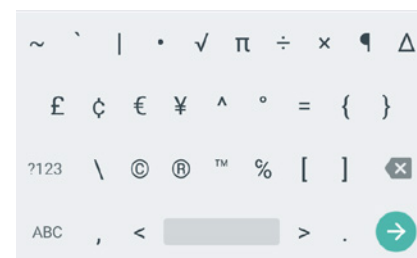 ~ ` | • √ π ÷ × ¶ Δ
£ ¢ € ¥ ^ ° = { }
?123 \ © ® ™ ℅ [ ]
ABC , < > .